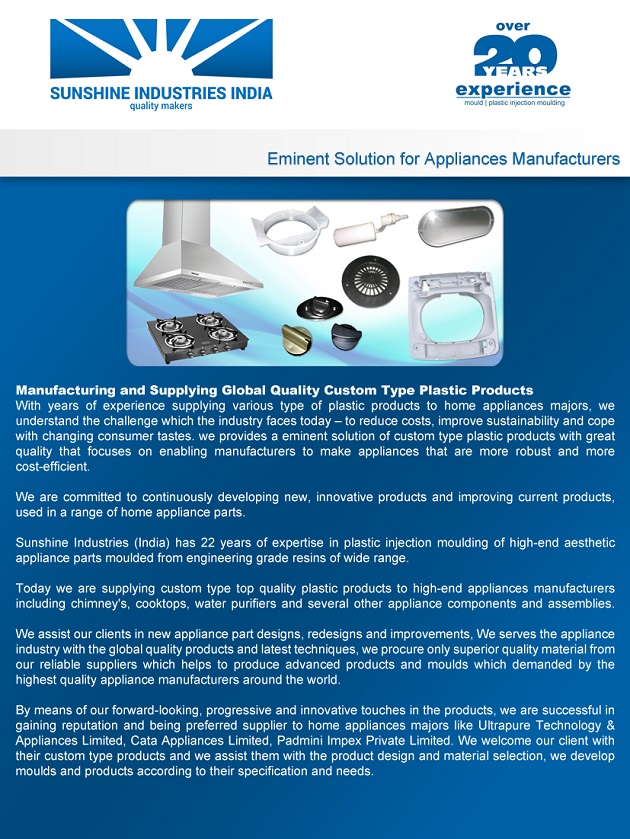 SUNSHINE INDUSTRIES INDIA
quality makers
over
20
YEARS
experience
mould | plastic injection moulding
Eminent Solution for Appliances Manufacturers
Manufacturing and Supplying Global Quality Custom Type Plastic Products
With years of experience supplying various type of plastic products to home appliances majors, we
understand the challenge which the industry faces today – to reduce costs, improve sustainability and cope
with changing consumer tastes. we provides a eminent solution of custom type plastic products with great
quality that focuses on enabling manufacturers to make appliances that are more robust and more
cost-efficient.
We are committed to continuously developing new, innovative products and improving current products,
used in a range of home appliance parts.
Sunshine Industries (India) has 22 years of expertise in plastic injection moulding of high-end aesthetic
appliance parts moulded from engineering grade resins of wide range.
Today we are supplying custom type top quality plastic products to high-end appliances manufacturers
including chimney's, cooktops, water purifiers and several other appliance components and assemblies.
We assist our clients in new appliance part designs, redesigns and improvements, We serves the appliance
industry with the global quality products and latest techniques, we procure only superior quality material from
our reliable suppliers which helps to produce advanced products and moulds which demanded by the
highest quality appliance manufacturers around the world.
By means of our forward-looking, progressive and innovative touches in the products, we are successful in
gaining reputation and being preferred supplier to home appliances majors like Ultrapure Technology &
Appliances Limited, Cata Appliances Limited, Padmini Impex Private Limited. We welcome our client with
their custom type products and we assist them with the product design and material selection, we develop
moulds and products according to their specification and needs.